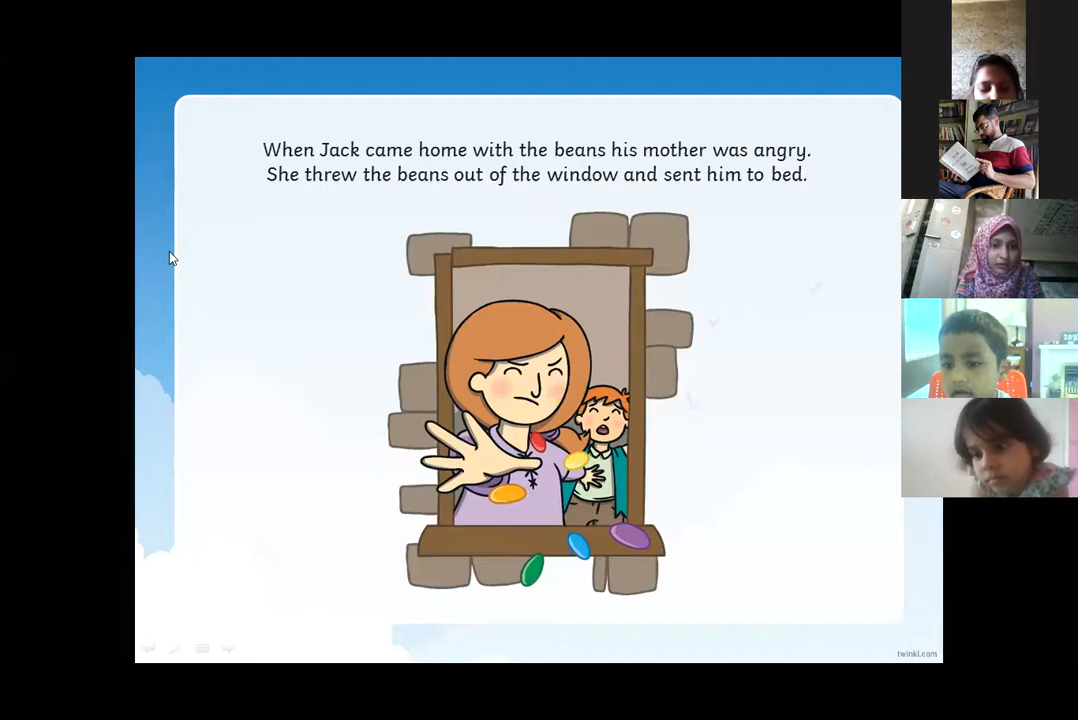 When Jack came home with the beans his mother was angry.
She threw the beans out of the window and sent him to bed.
twinkl.com